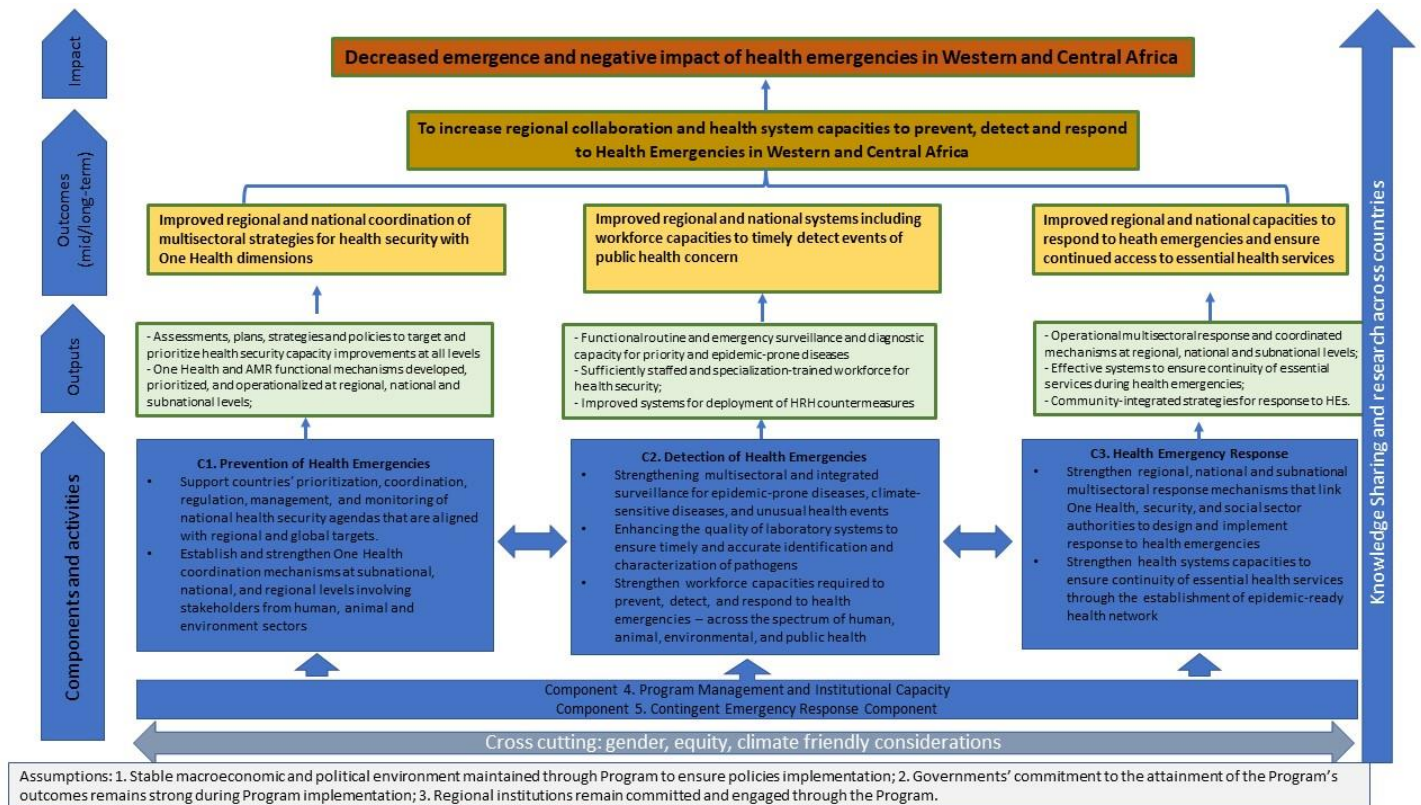 Impact
Decreased emergence and negative impact of health emergencies in Western and Central Africa
Outcomes
(mid/long-term)
To increase regional collaboration and health system capacities to prevent, detect and respond
to Health Emergencies in Western and Central Africa
Improved regional and national coordination of
multisectoral strategies for health security with
One Health dimensions
Improved regional and national systems including
workforce capacities to timely detect events of
public health concern
Improved regional and national capacities to
respond to heath emergencies and ensure
continued access to essential health services
Outputs
- Assessments, plans, strategies and policies to target and
prioritize health security capacity improvements at all levels
- One Health and AMR functional mechanisms developed,
prioritized, and operationalized at regional, national and
subnational levels;
- Functional routine and emergency surveillance and diagnostic
capacity for priority and epidemic-prone diseases
- Sufficiently staffed and specialization-trained workforce for
health security;
- Improved systems for deployment of HRH countermeasures
- Operational multisectoral response and coordinated
mechanisms at regional, national and subnational levels;
- Effective systems to ensure continuity of essential
services during health emergencies;
- Community-integrated strategies for response to HEs.
Components and activities
C1. Prevention of Health Emergencies
• Support countries' prioritization, coordination,
regulation, management, and monitoring of
national health security agendas that are aligned
with regional and global targets.
• Establish and strengthen One Health
coordination mechanisms at subnational,
national, and regional levels involving
stakeholders from human, animal and
environment sectors
C2. Detection of Health Emergencies
• Strengthening multisectoral and integrated
surveillance for epidemic-prone diseases, climate-
sensitive diseases, and unusual health events
• Enhancing the quality of laboratory systems to
ensure timely and accurate identification and
characterization of pathogens
• Strengthen workforce capacities required to
prevent, detect, and respond to health
emergencies – across the spectrum of human,
animal, environmental, and public health
C3. Health Emergency Response
• Strengthen regional, national and subnational
multisectoral response mechanisms that link
One Health, security, and social sector
authorities to design and implement
response to health emergencies
• Strengthen health systems capacities to
ensure continuity of essential health services
through the establishment of epidemic-ready
health network
Component 4. Program Management and Institutional Capacity
Component 5. Contingent Emergency Response Component
Cross cutting: gender, equity, climate friendly considerations
Knowledge Sharing and research across countries
Assumptions: 1. Stable macroeconomic and political environment maintained through Program to ensure policies implementation; 2. Governments' commitment to the attainment of the Program's
outcomes remains strong during Program implementation; 3. Regional institutions remain committed and engaged through the Program.